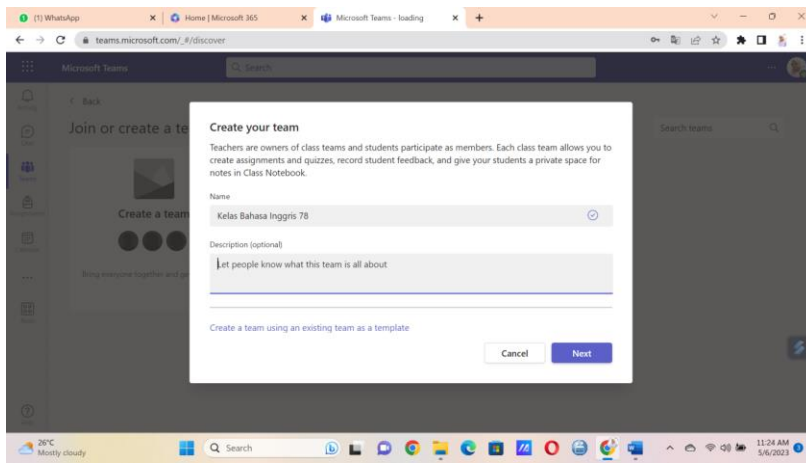 (1) WhatsApp
Home | Microsoft 365
Microsoft Teams - loading
teams.microsoft.com/_#/discover
Microsoft Teams
Search
Back
Join or create a te
Search teams
Create your team
Teachers are owners of class teams and students participate as members. Each class team allows you to
create assignments and quizzes, record student feedback, and give your students a private space for
notes in Class Notebook.
Name
Kelas Bahasa Inggris 78
Create a team
Description (optional)
Let people know what this team is all about
Bring everyone together and ge
Create a team using an existing team as a template
Cancel
Next
26°C
Mostly cloudy
Search
11:24 AM
5/6/2023